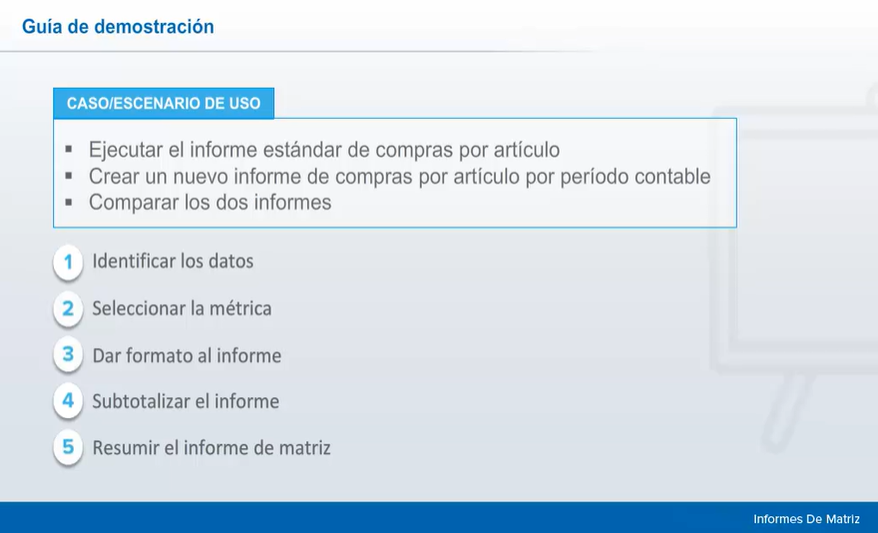 Guía de demostración
CASO/ESCENARIO DE USO
▪ Ejecutar el informe estándar de compras por artículo
▪ Crear un nuevo informe de compras por artículo por período contable
▪ Comparar los dos informes
1 Identificar los datos
2 Seleccionar la métrica
3 Dar formato al informe
4 Subtotalizar el informe
5 Resumir el informe de matriz
Informes De Matriz